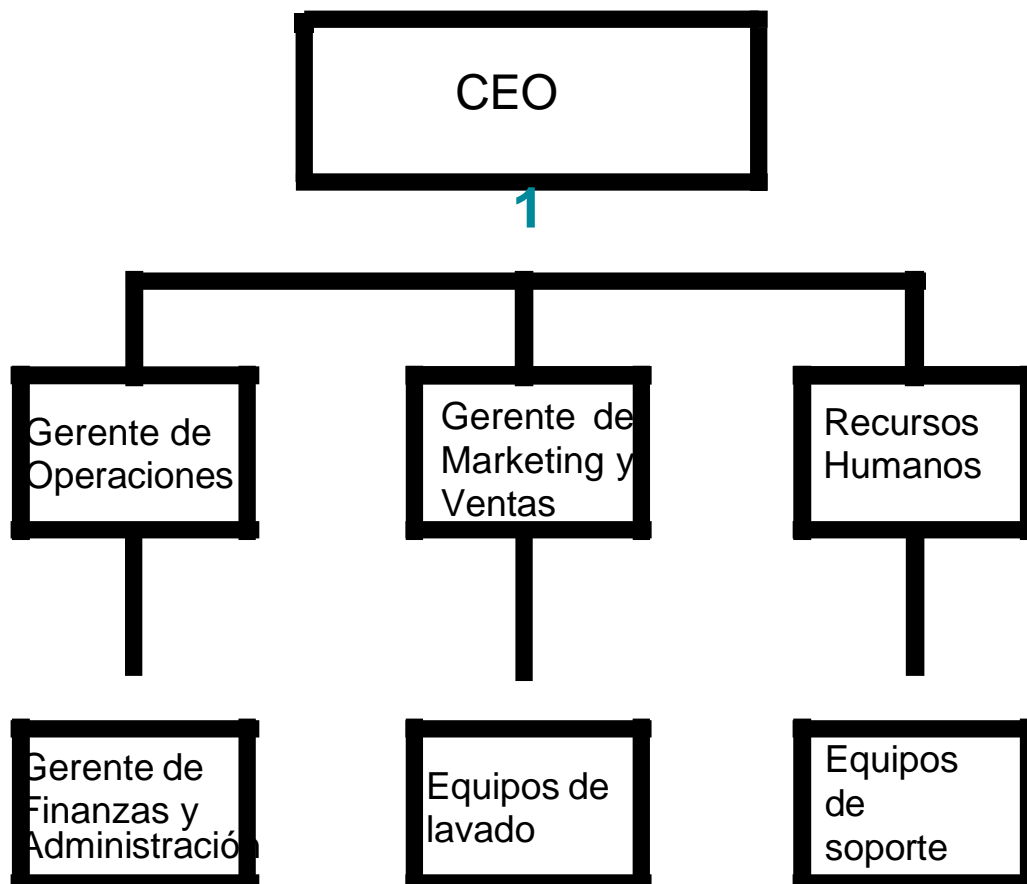 CEO
1
Gerente de
Operaciones
Gerente de
Marketing y
Ventas
Recursos
Humanos
Gerente de
Finanzas y
Administración
Equipos de
lavado
Equipos
de
soporte